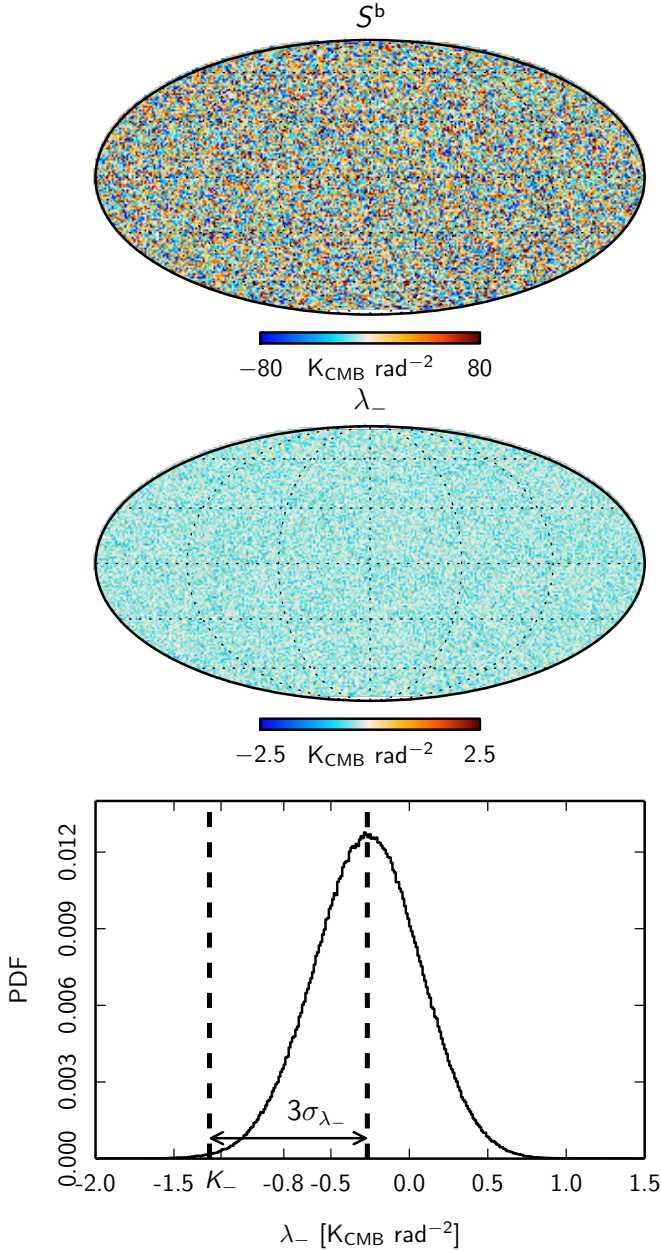 S^b
−80 K_CMB rad^−2 80
λ_−
−2.5 K_CMB rad^−2 2.5
0.012
0.009
0.006
0.003
0.000
PDF
3σ_λ_−
-2.0 -1.5 K_− -0.8 -0.5 0.0 0.5 1.0 1.5
λ_− [K_CMB rad^−2]